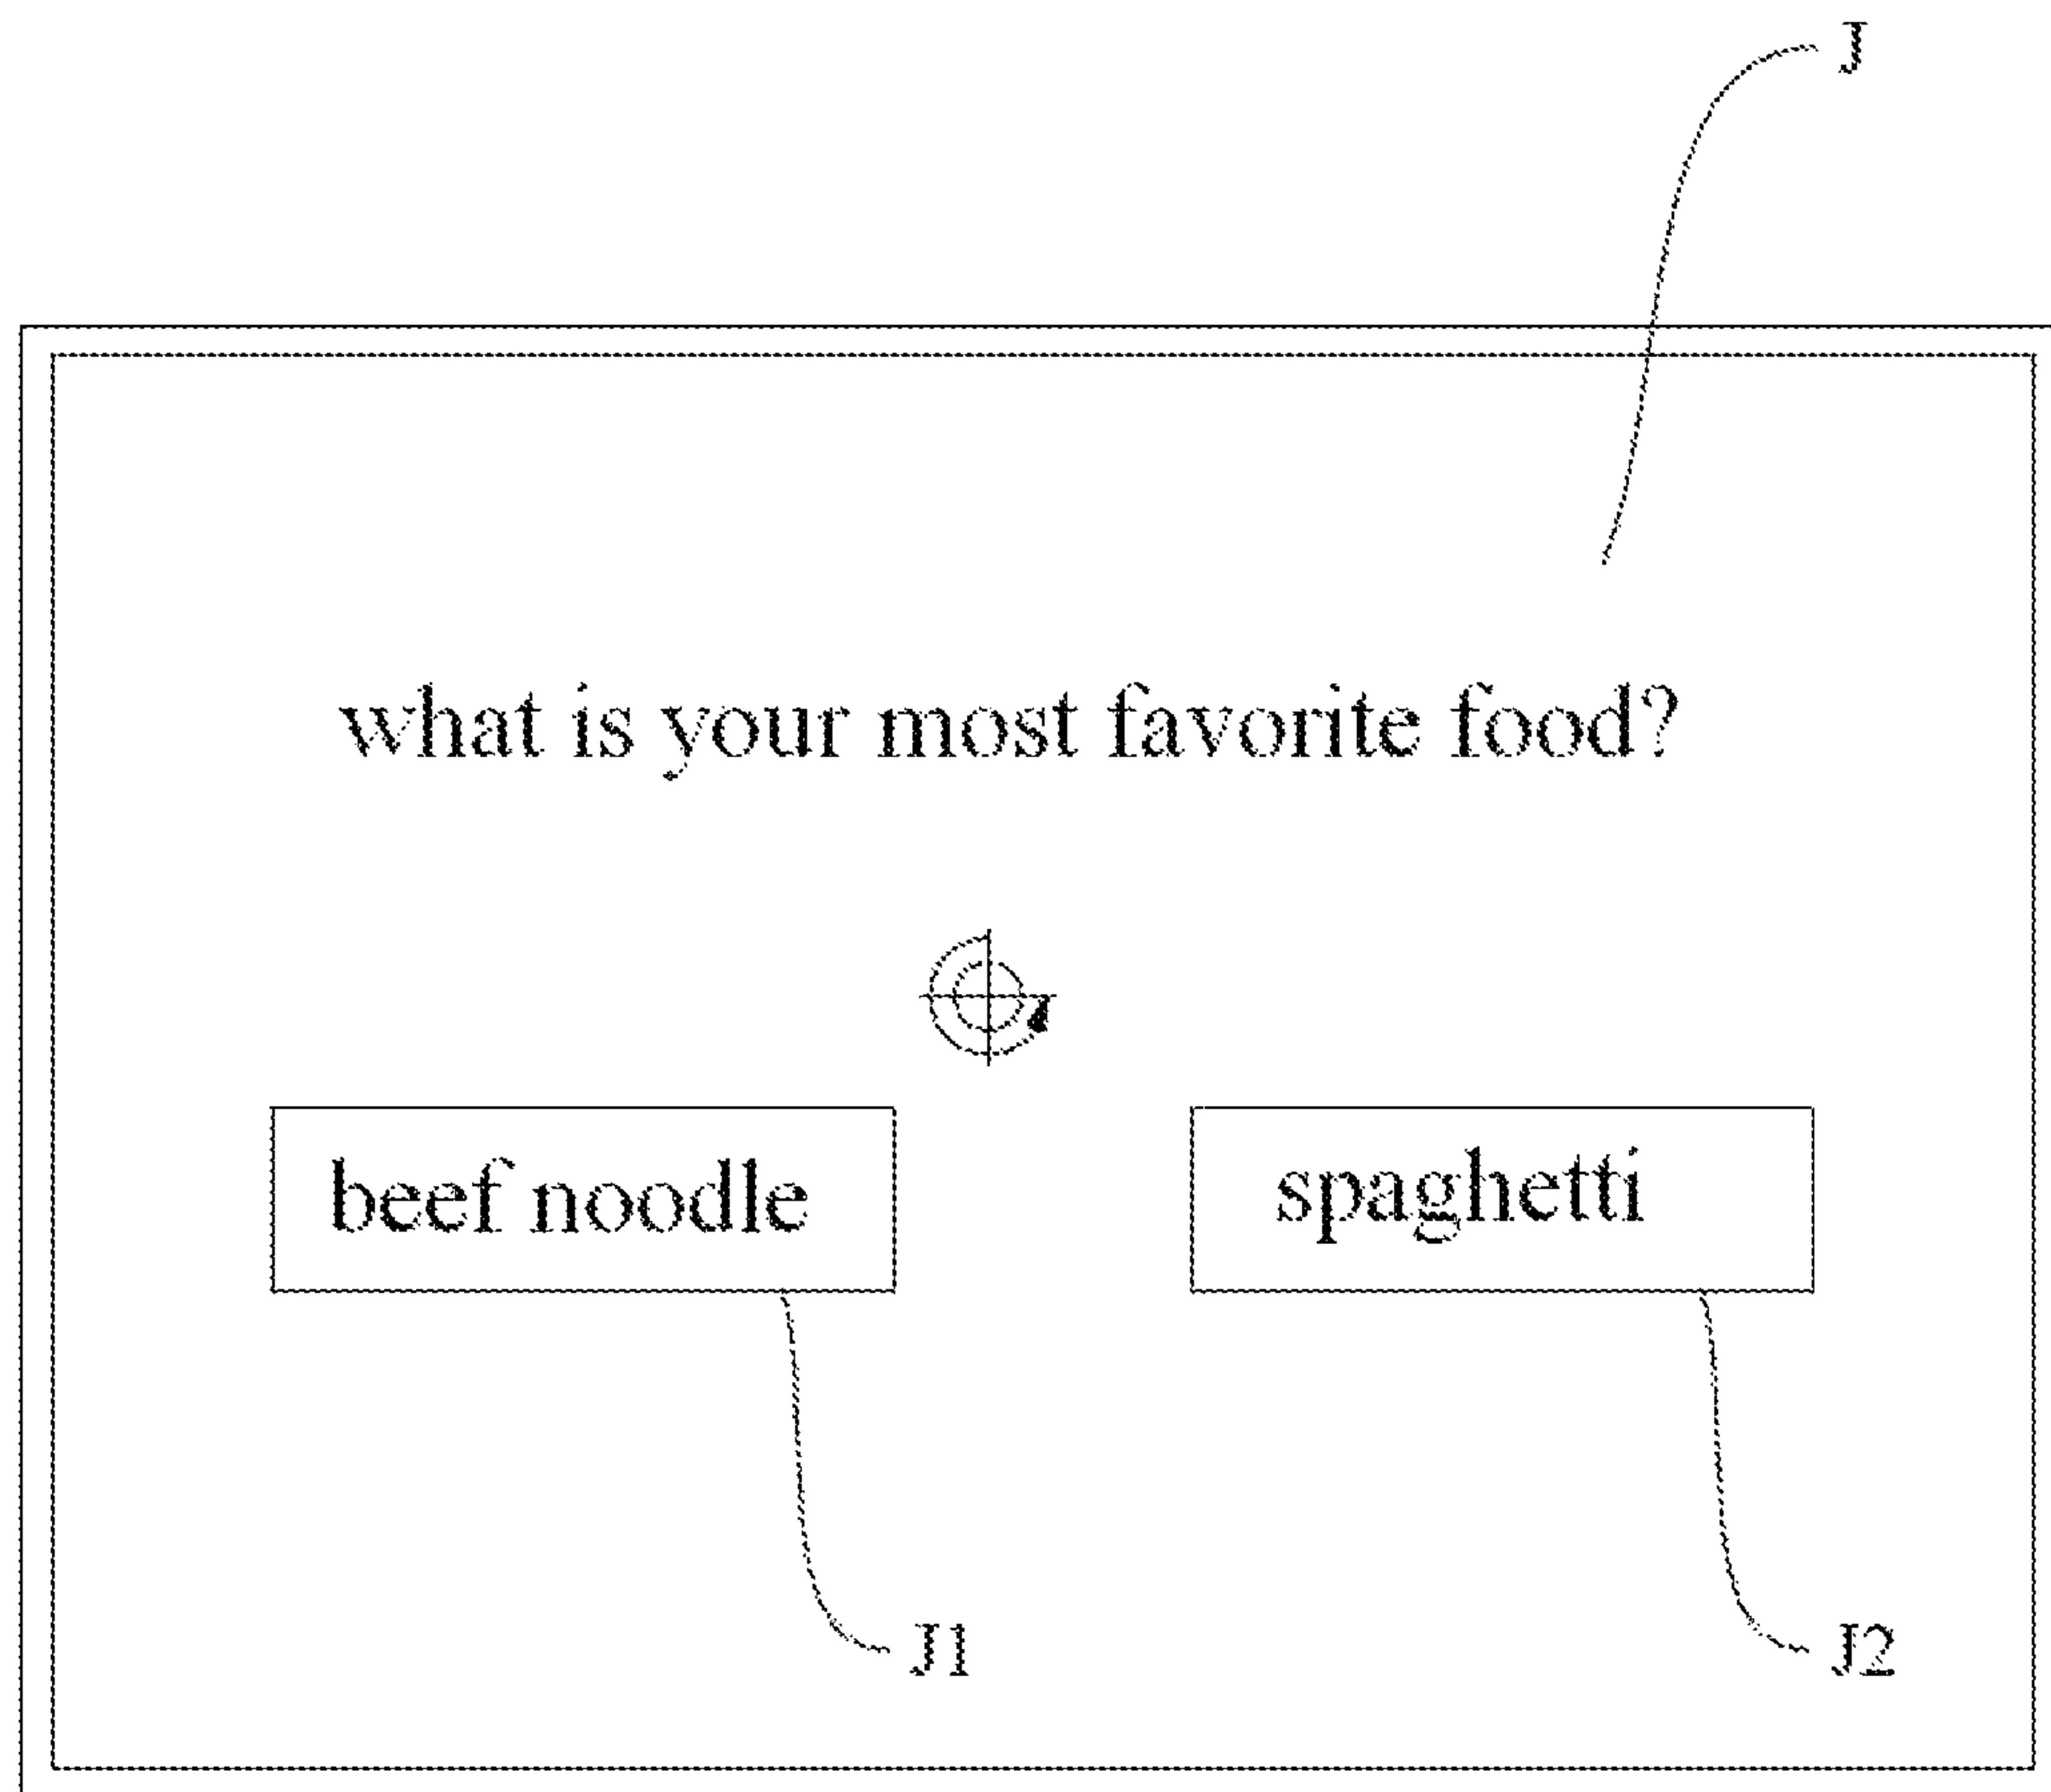 J
what is your most favorite food?
beef noodle
spaghetti
J1
J2